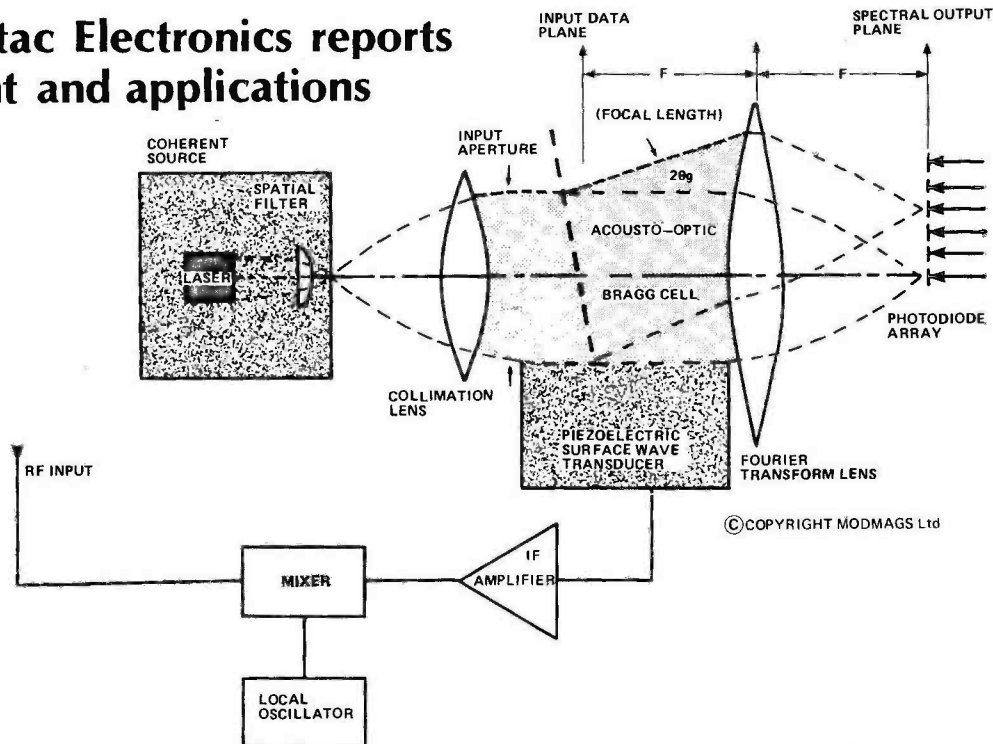 tac Electronics reports
t and applications
INPUT DATA
PLANE
SPECTRAL OUTPUT
PLANE
F
F
(FOCAL LENGTH)
COHERENT
SOURCE
INPUT
APERTURE
SPATIAL
FILTER
2θg
ACOUSTO-OPTIC
LASER
BRAGG CELL
PHOTODIODE
ARRAY
COLLIMATION
LENS
PIEZOELECTRIC
SURFACE WAVE
TRANSDUCER
FOURIER
TRANSFORM LENS
RF INPUT
©COPYRIGHT MODMAGS Ltd
IF
AMPLIFIER
MIXER
LOCAL
OSCILLATOR